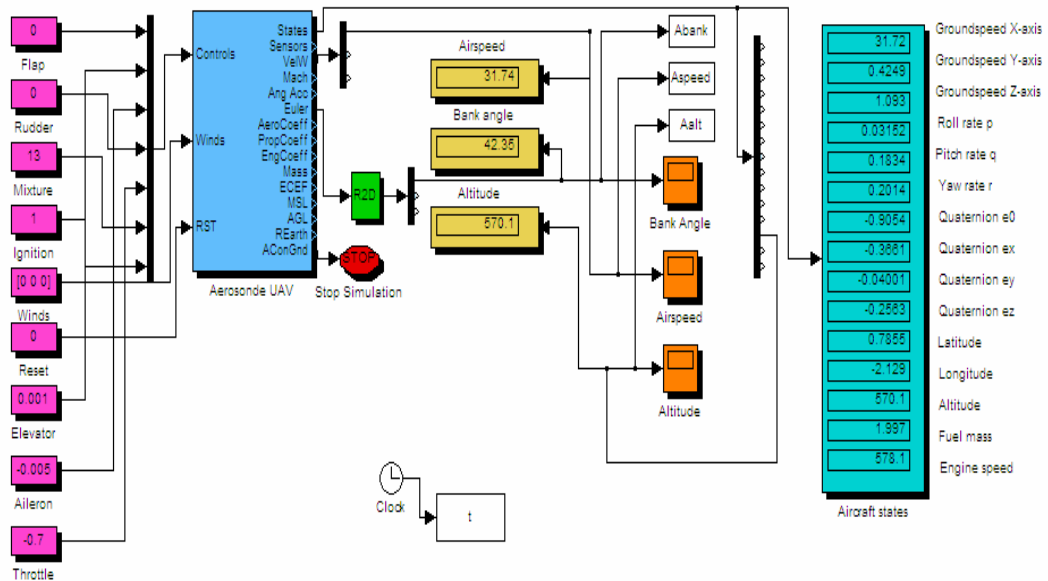 0
Flap
0
Rudder
13
Mixture
1
Ignition
[0 0 0]
Winds
0
Reset
0.001
Elevator
-0.005
Aileron
-0.7
Throttle
Controls
Winds
RST
States
Sensors
VelW
Mach
Ang Acc
Euler
AeroCoeff
PropCoeff
EngCoeff
Mass
ECEF
MSL
AGL
REarth
AConGnd
Aerosonde UAV
R2D
STOP
Stop Simulation
Airspeed
31.74
Bank angle
42.35
Altitude
570.1
Abank
Aspeed
Aalt
Bank Angle
Airspeed
Altitude
Clock
t
31.72
0.4249
1.093
0.03152
0.1834
0.2014
-0.9054
-0.3661
-0.04001
-0.2563
0.7855
-2.129
570.1
1.997
578.1
Aircraft states
Groundspeed X-axis
Groundspeed Y-axis
Groundspeed Z-axis
Roll rate p
Pitch rate q
Yaw rate r
Quaternion e0
Quaternion ex
Quaternion ey
Quaternion ez
Latitude
Longitude
Altitude
Fuel mass
Engine speed